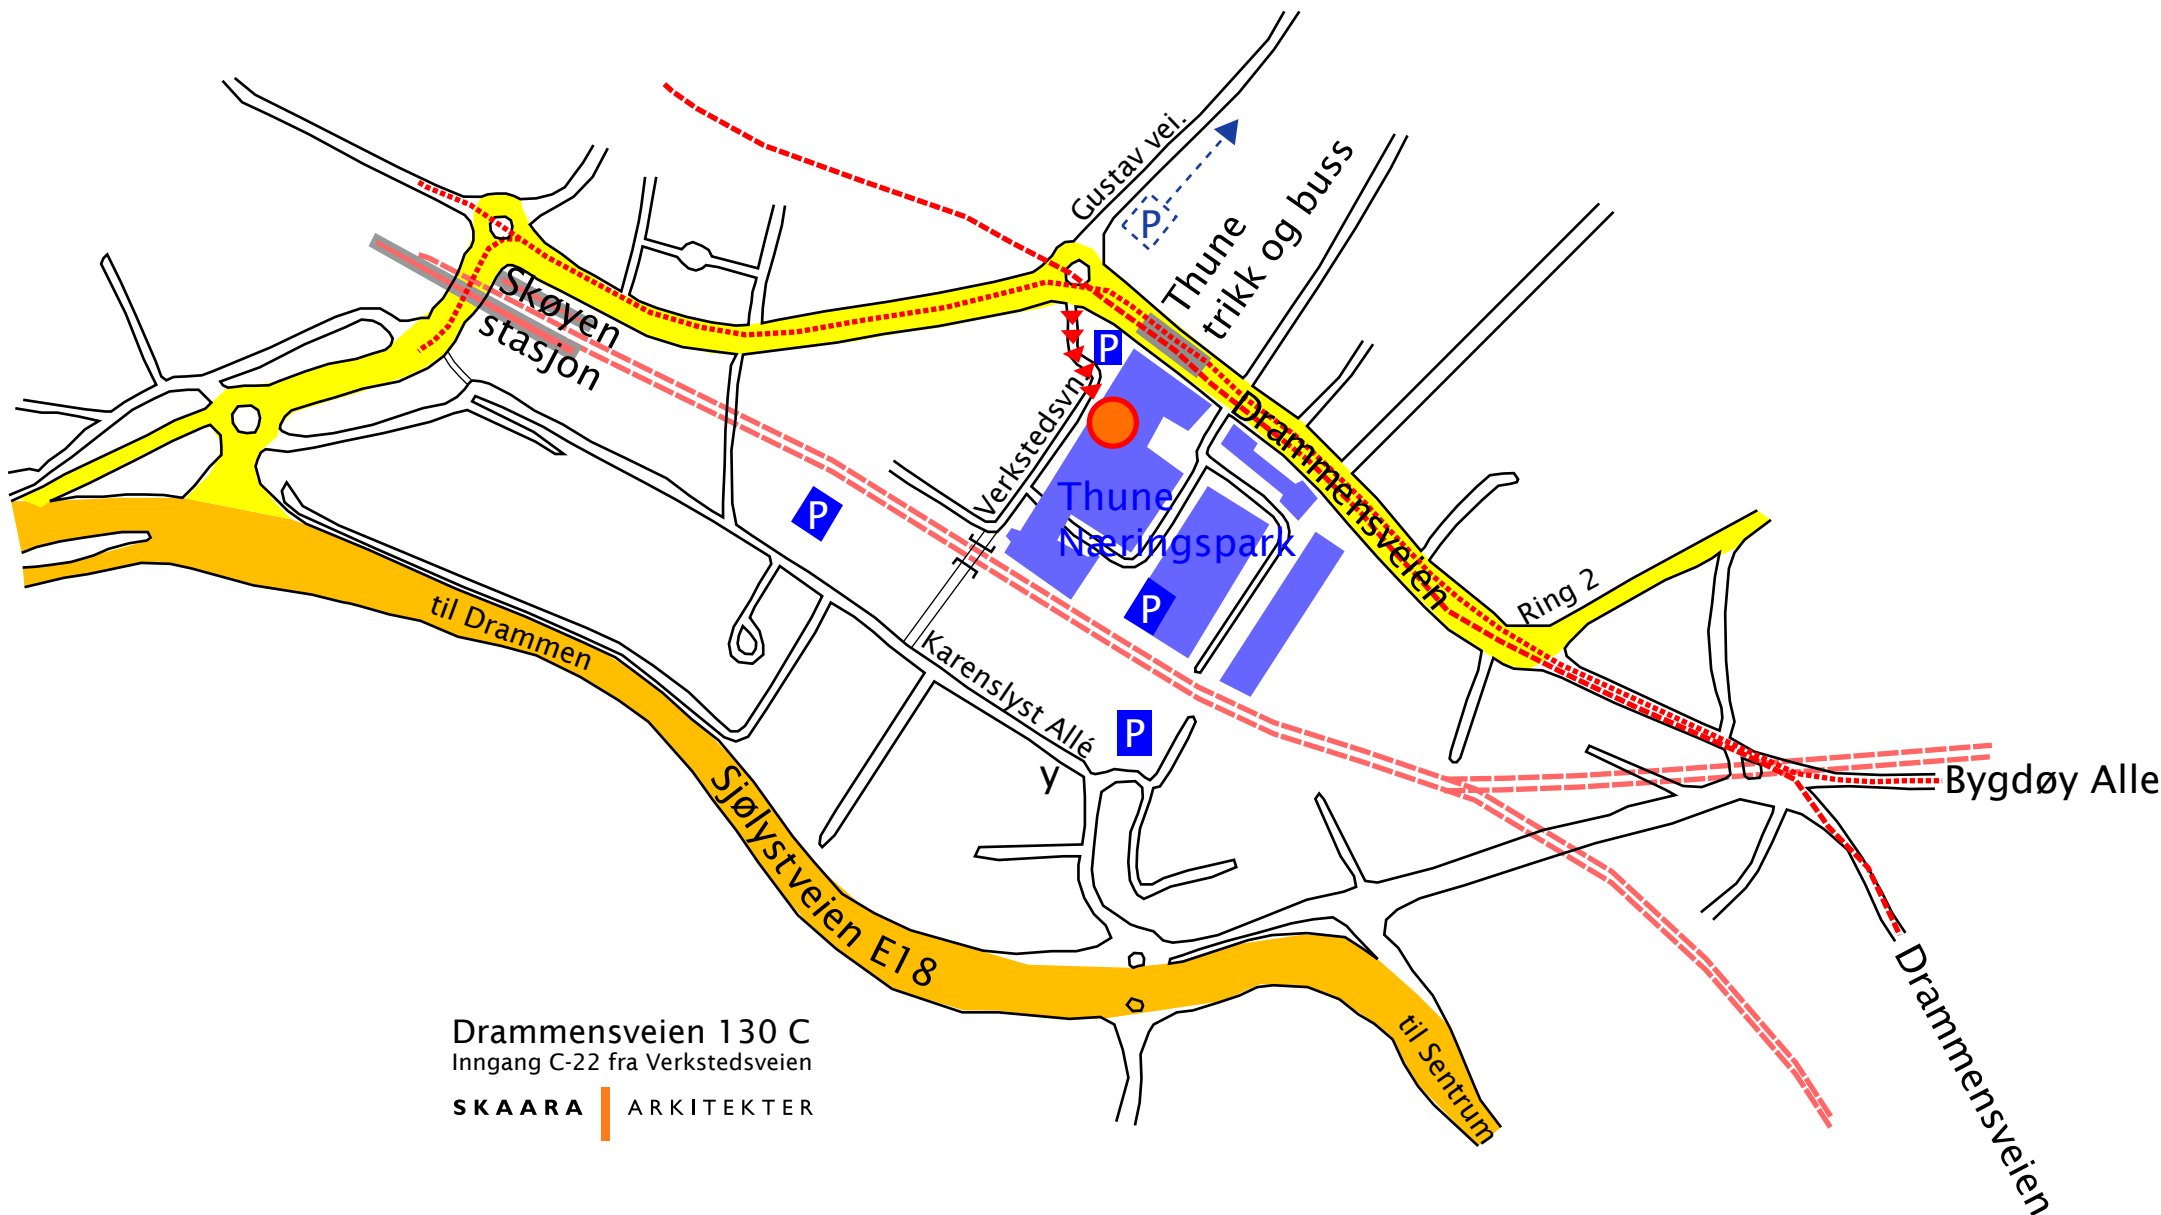 Gustav vei.
P
Thune
trikk og buss
Skøyen
stasjon
P
Verkstedsvn.
Drammensveien
Thune
Næringspark
P
P
Ring 2
til Drammen
Karenslyst Allé
P
y
Bygdøy Alle
Sjølystveien E18
til Sentrum
Drammensveien
Drammensveien 130 C
Inngang C-22 fra Verkstedsveien
SKAARA ARKITEKTER